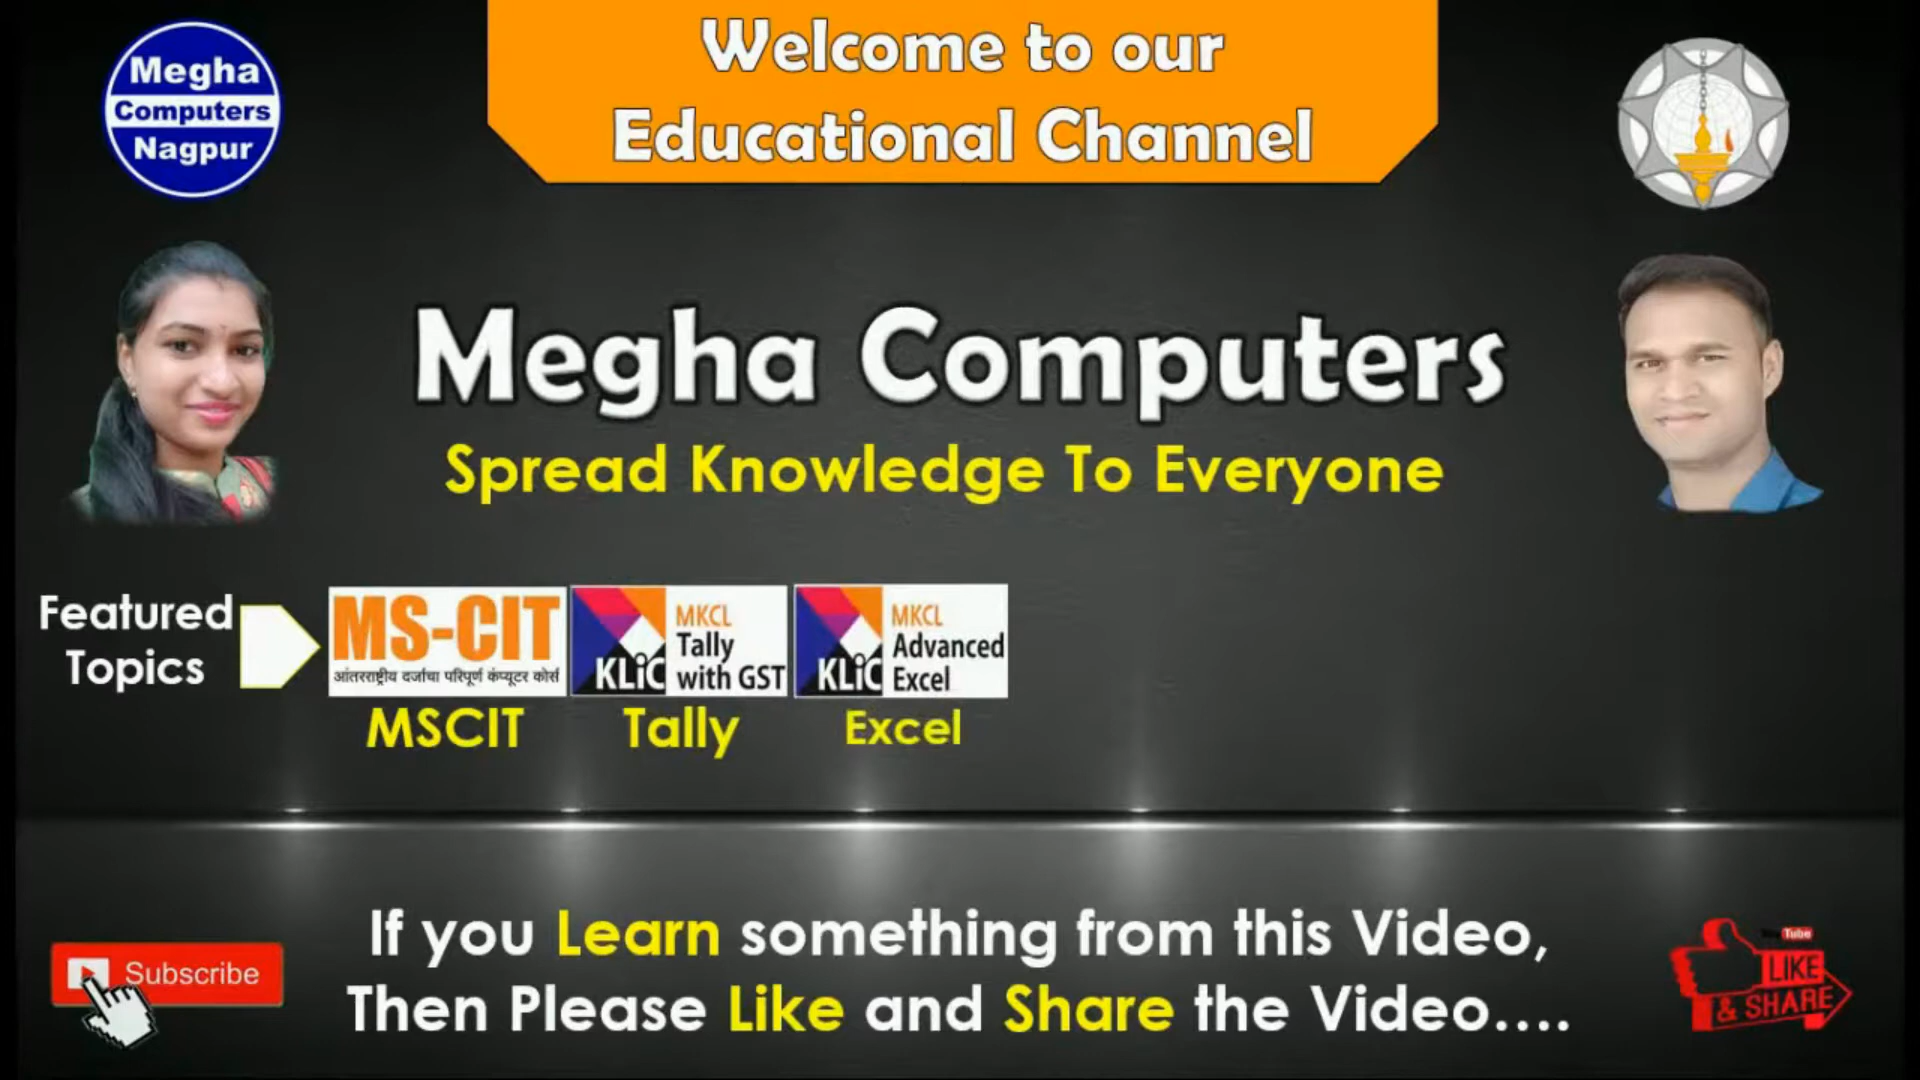 Megha
Computers
Nagpur
Welcome to our
Educational Channel
Megha Computers
Spread Knowledge To Everyone
Featured
Topics
MS-CIT
आंतरराष्ट्रीय दर्जाचा परिपूर्ण कंप्यूटर कोर्स
MSCIT
KLiC
MKCL
Tally
with GST
Tally
KLiC
MKCL
Advanced
Excel
Excel
If you Learn something from this Video,
Then Please Like and Share the Video....
Subscribe
YouTube
LIKE
& SHARE